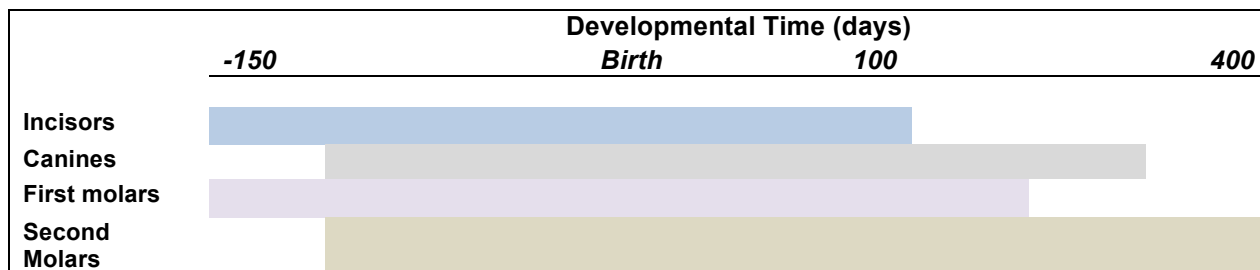 Developmental Time (days)
-150 Birth 100 400
Incisors
Canines
First molars
Second
Molars